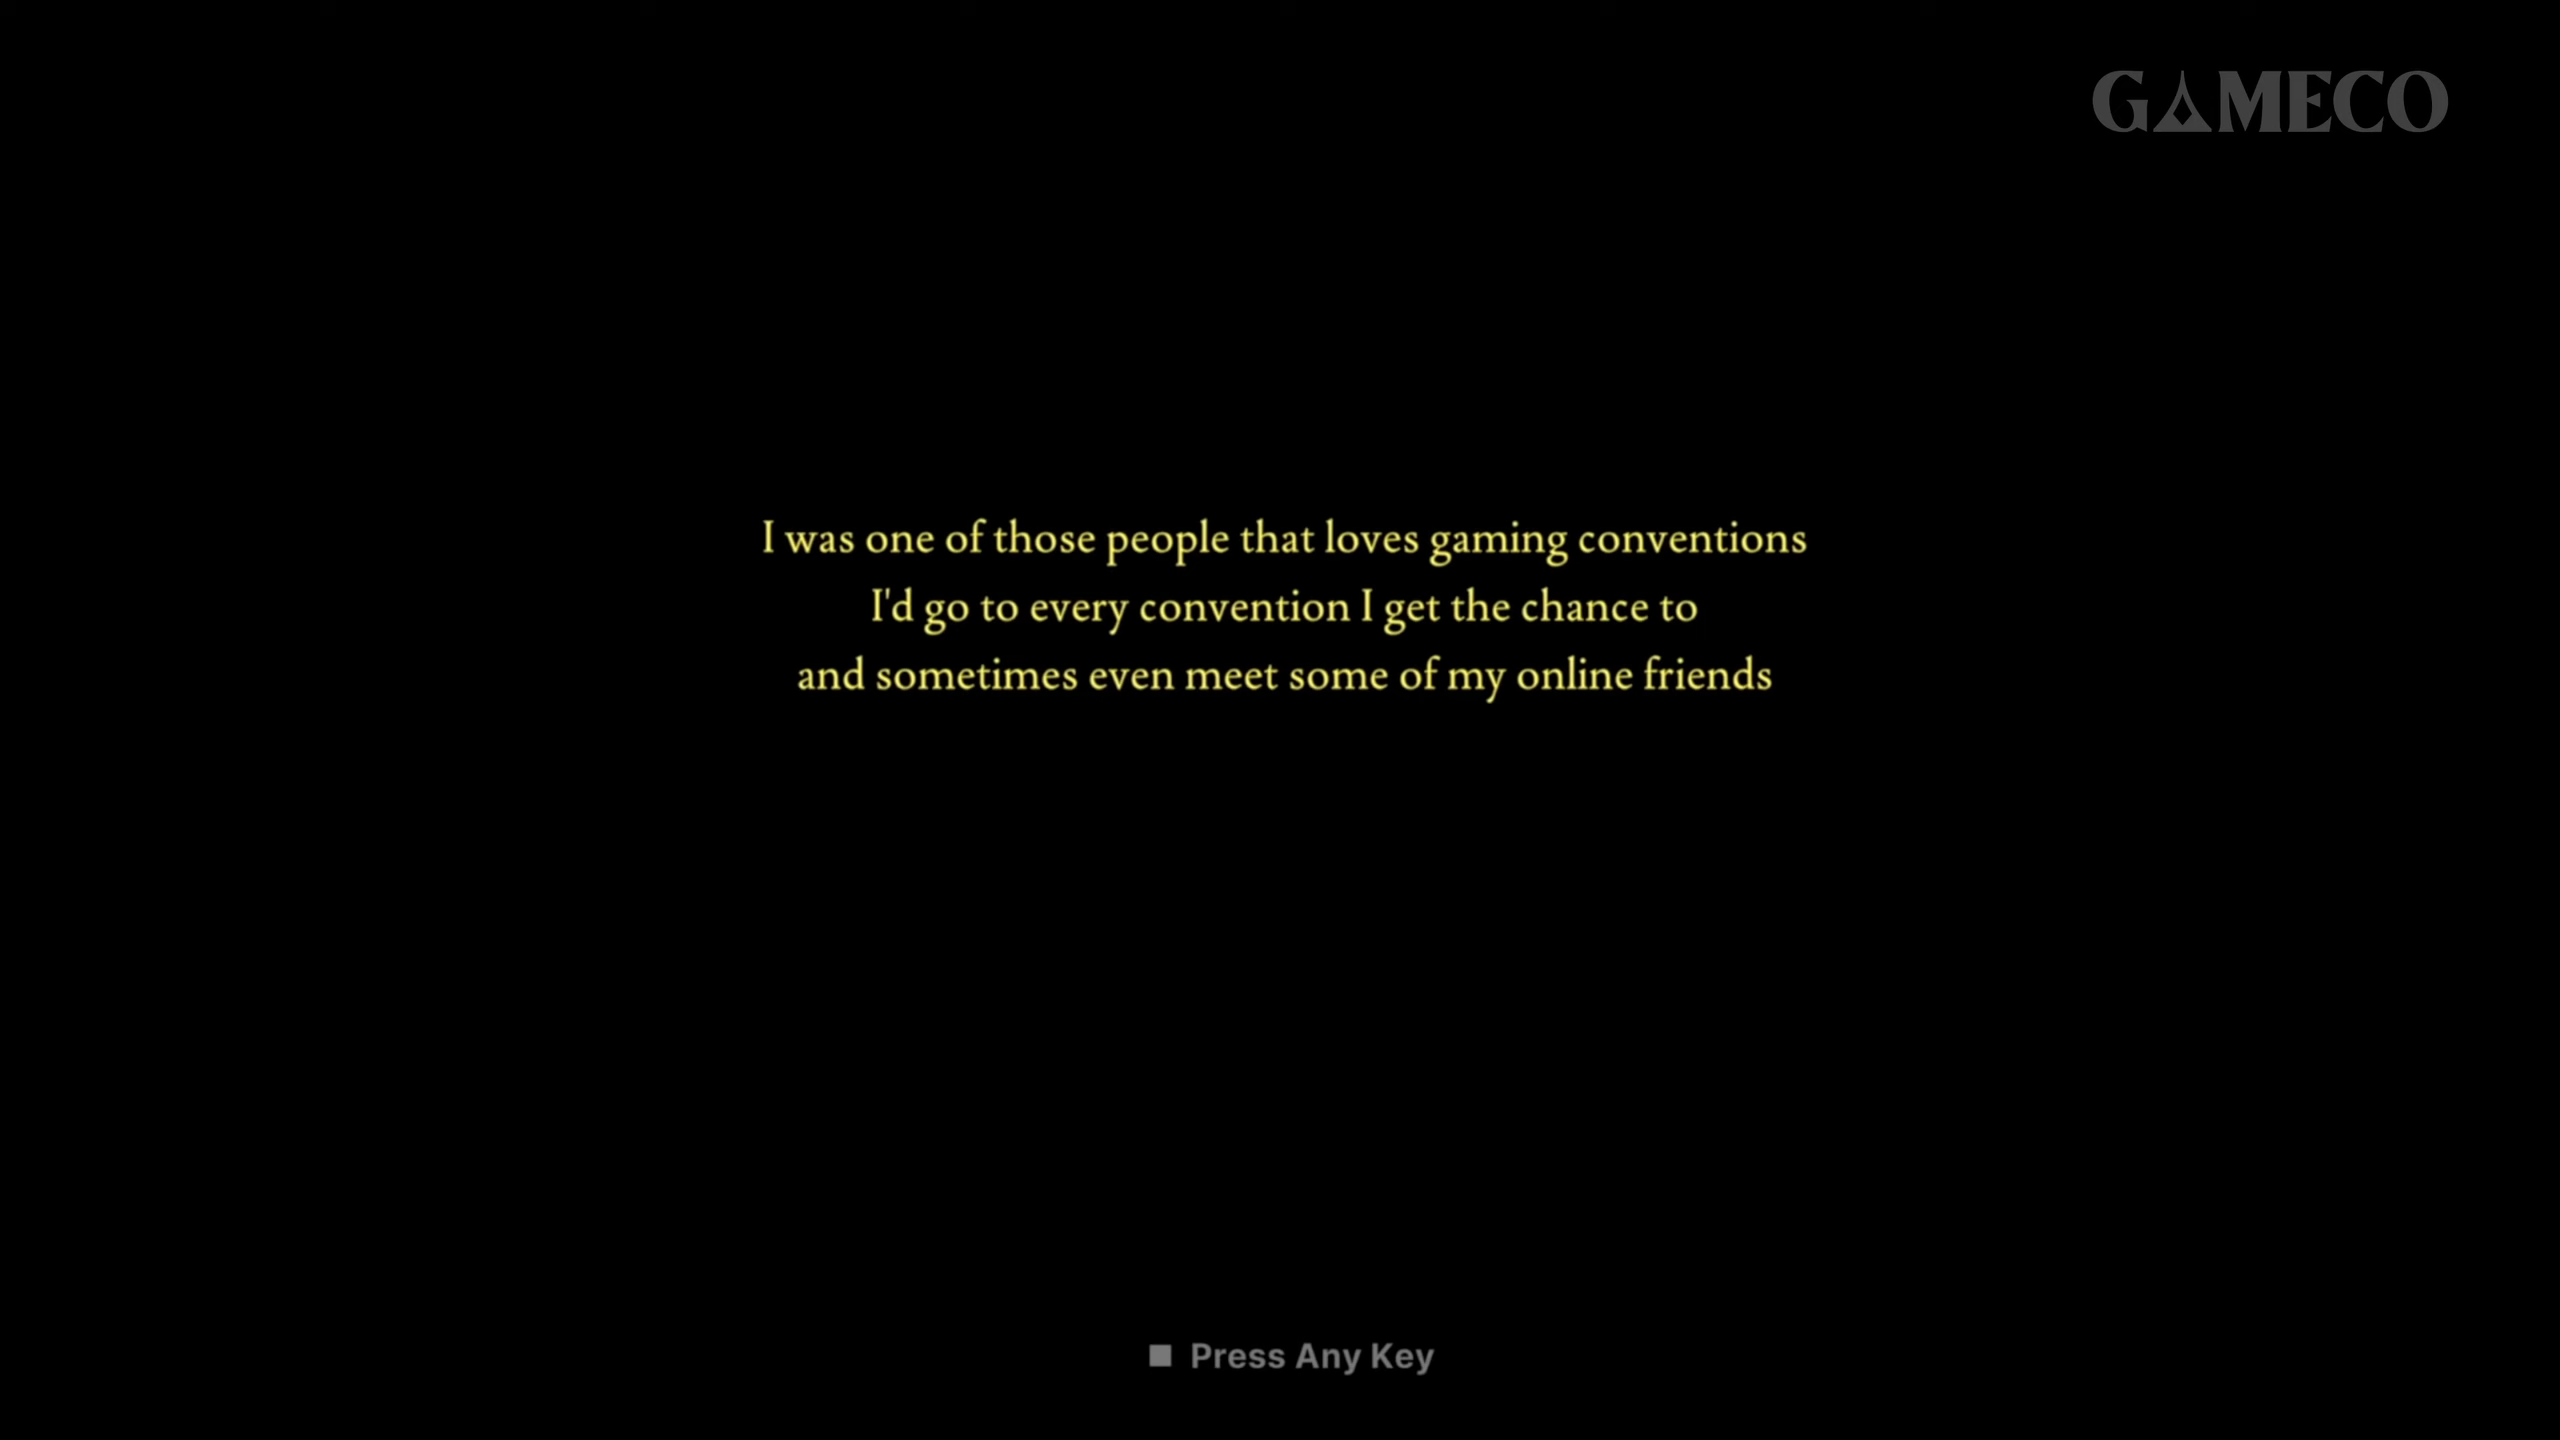 GAMECO
I was one of those people that loves gaming conventions
I'd go to every convention I get the chance to
and sometimes even meet some of my online friends
Press Any Key